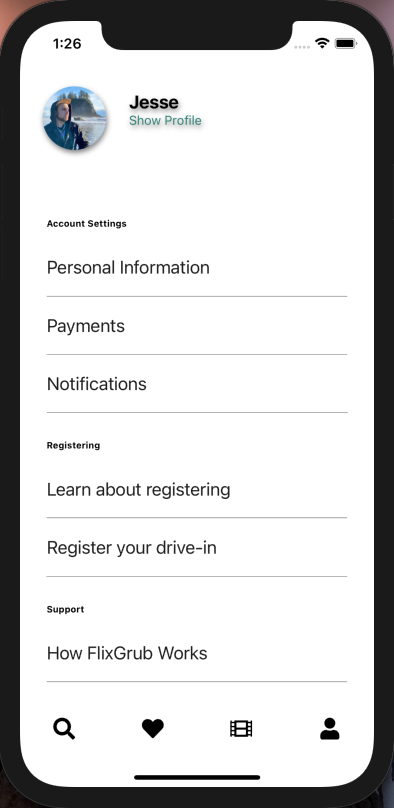 1:26
Jesse
Show Profile
Account Settings
Personal Information
Payments
Notifications
Registering
Learn about registering
Register your drive-in
Support
How FlixGrub Works